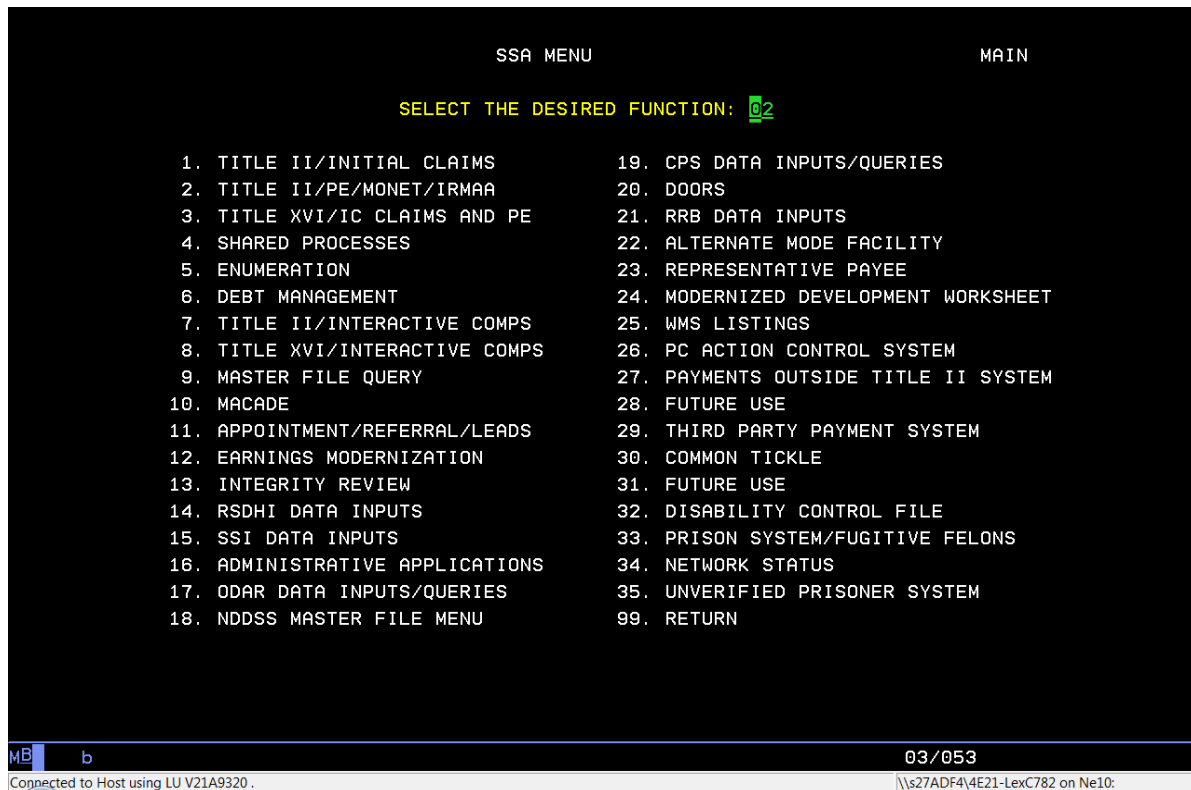 SSA MENU MAIN
SELECT THE DESIRED FUNCTION: 02
1. TITLE II/INITIAL CLAIMS 19. CPS DATA INPUTS/QUERIES
2. TITLE II/PE/MONET/IRMAA 20. DOORS
3. TITLE XVI/IC CLAIMS AND PE 21. RRB DATA INPUTS
4. SHARED PROCESSES 22. ALTERNATE MODE FACILITY
5. ENUMERATION 23. REPRESENTATIVE PAYEE
6. DEBT MANAGEMENT 24. MODERNIZED DEVELOPMENT WORKSHEET
7. TITLE II/INTERACTIVE COMPS 25. WMS LISTINGS
8. TITLE XVI/INTERACTIVE COMPS 26. PC ACTION CONTROL SYSTEM
9. MASTER FILE QUERY 27. PAYMENTS OUTSIDE TITLE II SYSTEM
10. MACADE 28. FUTURE USE
11. APPOINTMENT/REFERRAL/LEADS 29. THIRD PARTY PAYMENT SYSTEM
12. EARNINGS MODERNIZATION 30. COMMON TICKLE
13. INTEGRITY REVIEW 31. FUTURE USE
14. RSDHI DATA INPUTS 32. DISABILITY CONTROL FILE
15. SSI DATA INPUTS 33. PRISON SYSTEM/FUGITIVE FELONS
16. ADMINISTRATIVE APPLICATIONS 34. NETWORK STATUS
17. ODAR DATA INPUTS/QUERIES 35. UNVERIFIED PRISONER SYSTEM
18. NDDSS MASTER FILE MENU 99. RETURN
MB b 03/053
Connected to Host using LU V21A9320 . \\s27ADF4\4E21-LexC782 on Ne10: